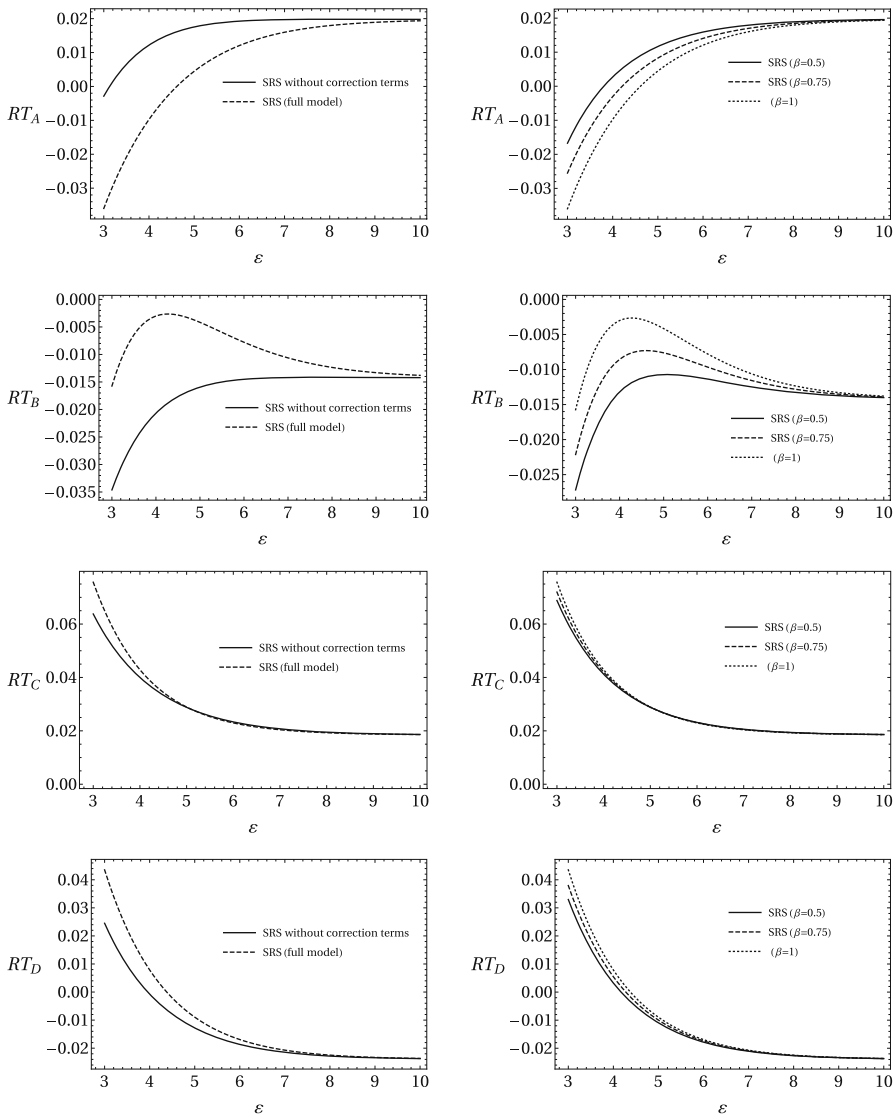 0.02
0.01
0.00
−0.01
−0.02
−0.03
RT_A
SRS without correction terms
SRS (full model)
3 4 5 6 7 8 9 10
ε
0.02
0.01
0.00
−0.01
−0.02
−0.03
RT_A
SRS (β=0.5)
SRS (β=0.75)
(β=1)
3 4 5 6 7 8 9 10
ε
0.000
−0.005
−0.010
−0.015
−0.020
−0.025
−0.030
−0.035
RT_B
SRS without correction terms
SRS (full model)
3 4 5 6 7 8 9 10
ε
0.000
−0.005
−0.010
−0.015
−0.020
−0.025
RT_B
SRS (β=0.5)
SRS (β=0.75)
(β=1)
3 4 5 6 7 8 9 10
ε
0.06
0.04
0.02
0.00
RT_C
SRS without correction terms
SRS (full model)
3 4 5 6 7 8 9 10
ε
0.06
0.04
0.02
0.00
RT_C
SRS (β=0.5)
SRS (β=0.75)
(β=1)
3 4 5 6 7 8 9 10
ε
0.04
0.03
0.02
0.01
0.00
−0.01
−0.02
RT_D
SRS without correction terms
SRS (full model)
3 4 5 6 7 8 9 10
ε
0.04
0.03
0.02
0.01
0.00
−0.01
−0.02
RT_D
SRS (β=0.5)
SRS (β=0.75)
(β=1)
3 4 5 6 7 8 9 10
ε